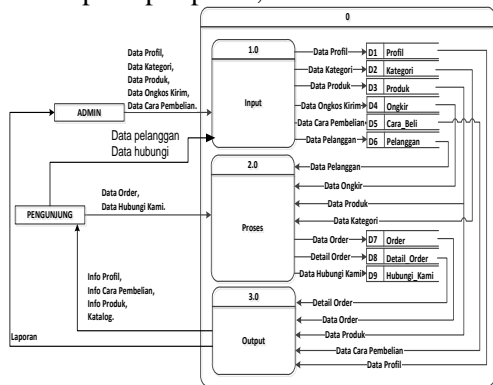 0
1.0
Input
Data Profil,
Data Kategori,
Data Produk,
Data Ongkos Kirim,
Data Cara Pembelian.
ADMIN
Data pelanggan
Data hubungi
Data Profil
Data Kategori
Data Produk
Data Ongkos Kirim
Data Cara Pembelian
Data Pelanggan
D1 Profil
D2 Kategori
D3 Produk
D4 Ongkir
D5 Cara_Beli
D6 Pelanggan
2.0
Proses
Data Pelanggan
Data Ongkir
Data Produk
Data Kategori
PENGUNJUNG
Data Order,
Data Hubungi Kami.
Data Order
Detail Order
Data Hubungi Kami
D7 Order
D8 Detail_Order
D9 Hubungi_Kami
3.0
Output
Info Profil,
Info Cara Pembelian,
Info Produk,
Katalog.
Laporan
Detail Order
Data Order
Data Produk
Data Cara Pembelian
Data Profil